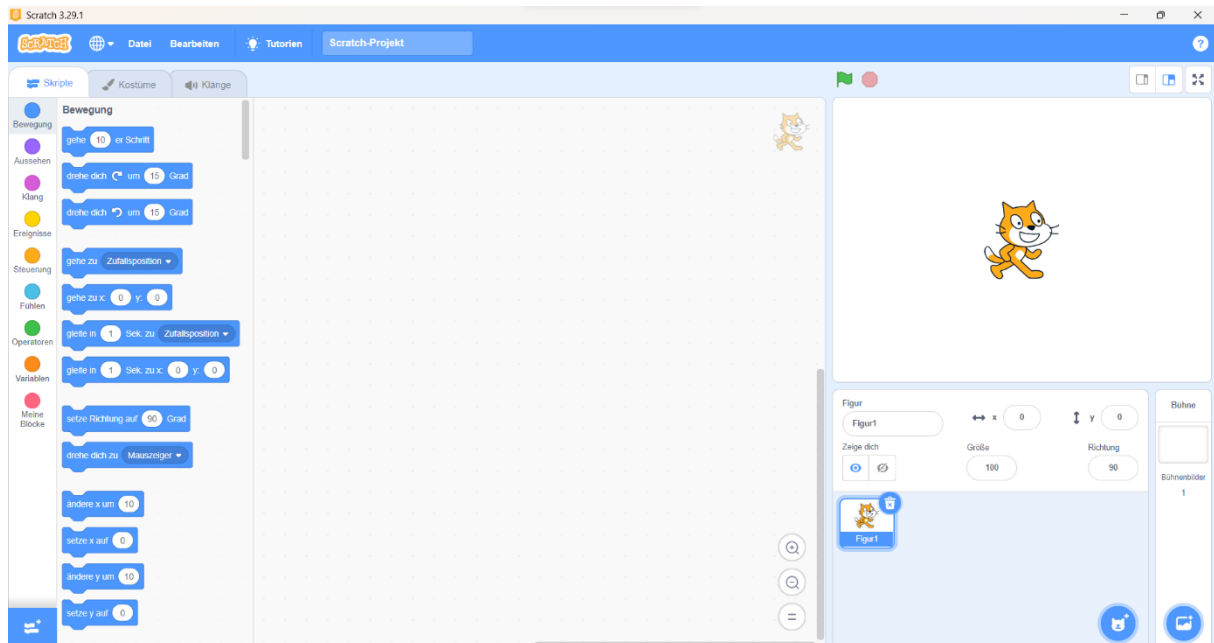 Scratch 3.29.1
SCRATCH Datei Bearbeiten Tutorien Scratch-Projekt ?
Skripte Kostüme Klänge
Bewegung
Aussehen
Klang
Ereignisse
Steuerung
Fühlen
Operatoren
Variablen
Meine
Blöcke
Bewegung
gehe 10 er Schritt
drehe dich um 15 Grad
drehe dich um 15 Grad
gehe zu Zufallsposition
gehe zu x: 0 y: 0
gleite in 1 Sek. zu Zufallsposition
gleite in 1 Sek. zu x: 0 y: 0
setze Richtung auf 90 Grad
drehe dich zu Mauszeiger
ändere x um 10
setze x auf 0
ändere y um 10
setze y auf 0
Figur
Figur1 x 0 y 0
Zeige dich Größe Richtung
100 90
Figur1
Bühne
Bühnenbilder
1